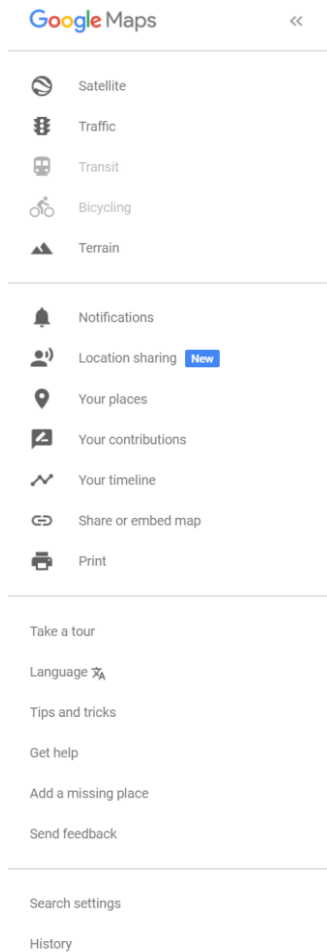 Google Maps
Satellite
Traffic
Transit
Bicycling
Terrain
Notifications
Location sharing New
Your places
Your contributions
Your timeline
Share or embed map
Print
Take a tour
Language
Tips and tricks
Get help
Add a missing place
Send feedback
Search settings
History